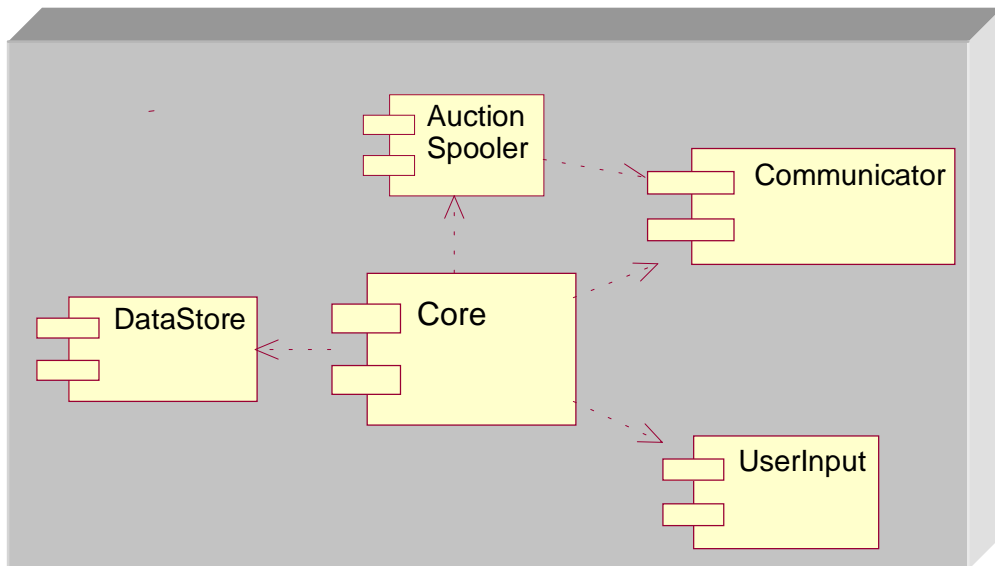 Auction
Spooler
Communicator
Core
DataStore
UserInput